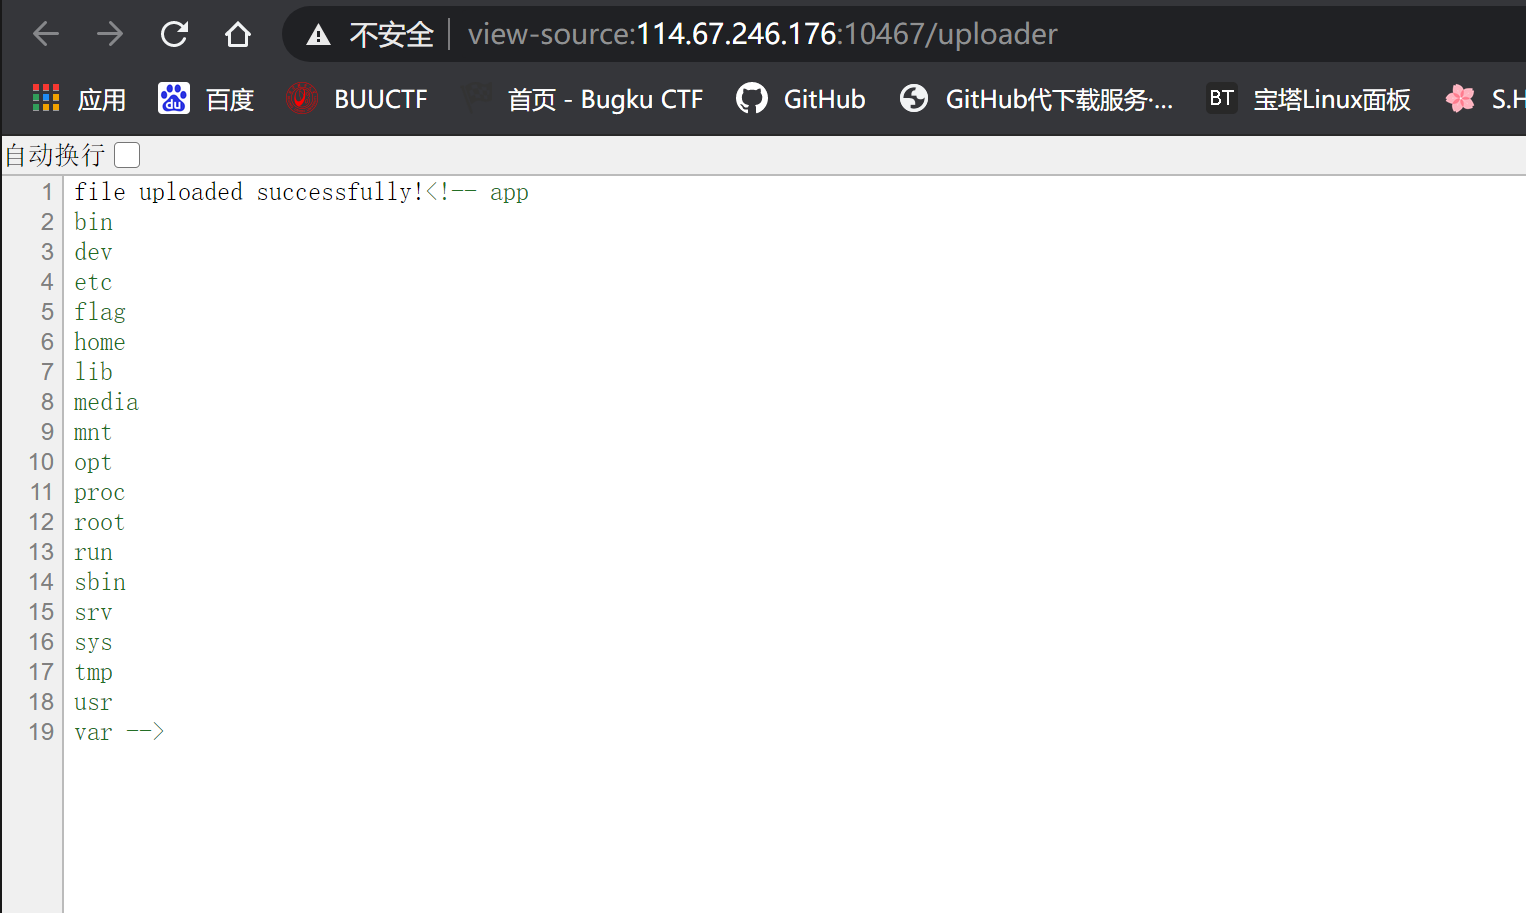 不安全 view-source:114.67.246.176:10467/uploader
应用 百度 BUUCTF 首页 - Bugku CTF GitHub GitHub代下载服务·... BT 宝塔Linux面板 S.H
自动换行
1 file uploaded successfully!<!-- app
2 bin
3 dev
4 etc
5 flag
6 home
7 lib
8 media
9 mnt
10 opt
11 proc
12 root
13 run
14 sbin
15 srv
16 sys
17 tmp
18 usr
19 var -->